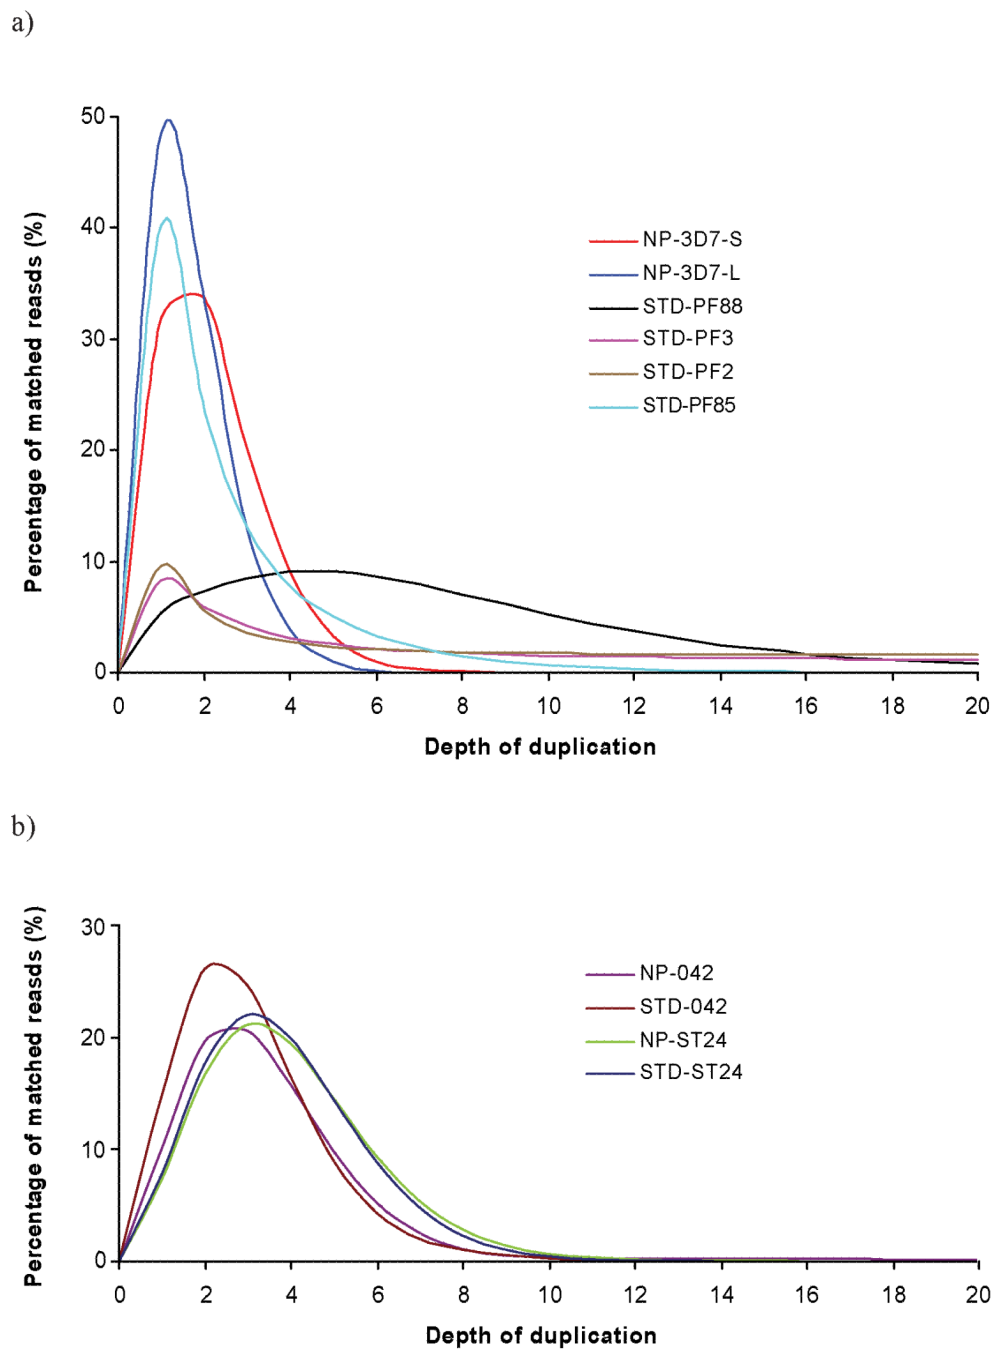 a)
50
40
30
20
10
0
Percentage of matched reasds (%)
NP-3D7-S
NP-3D7-L
STD-PF88
STD-PF3
STD-PF2
STD-PF85
0 2 4 6 8 10 12 14 16 18 20
Depth of duplication
b)
30
20
10
0
Percentage of matched reasds (%)
NP-042
STD-042
NP-ST24
STD-ST24
0 2 4 6 8 10 12 14 16 18 20
Depth of duplication